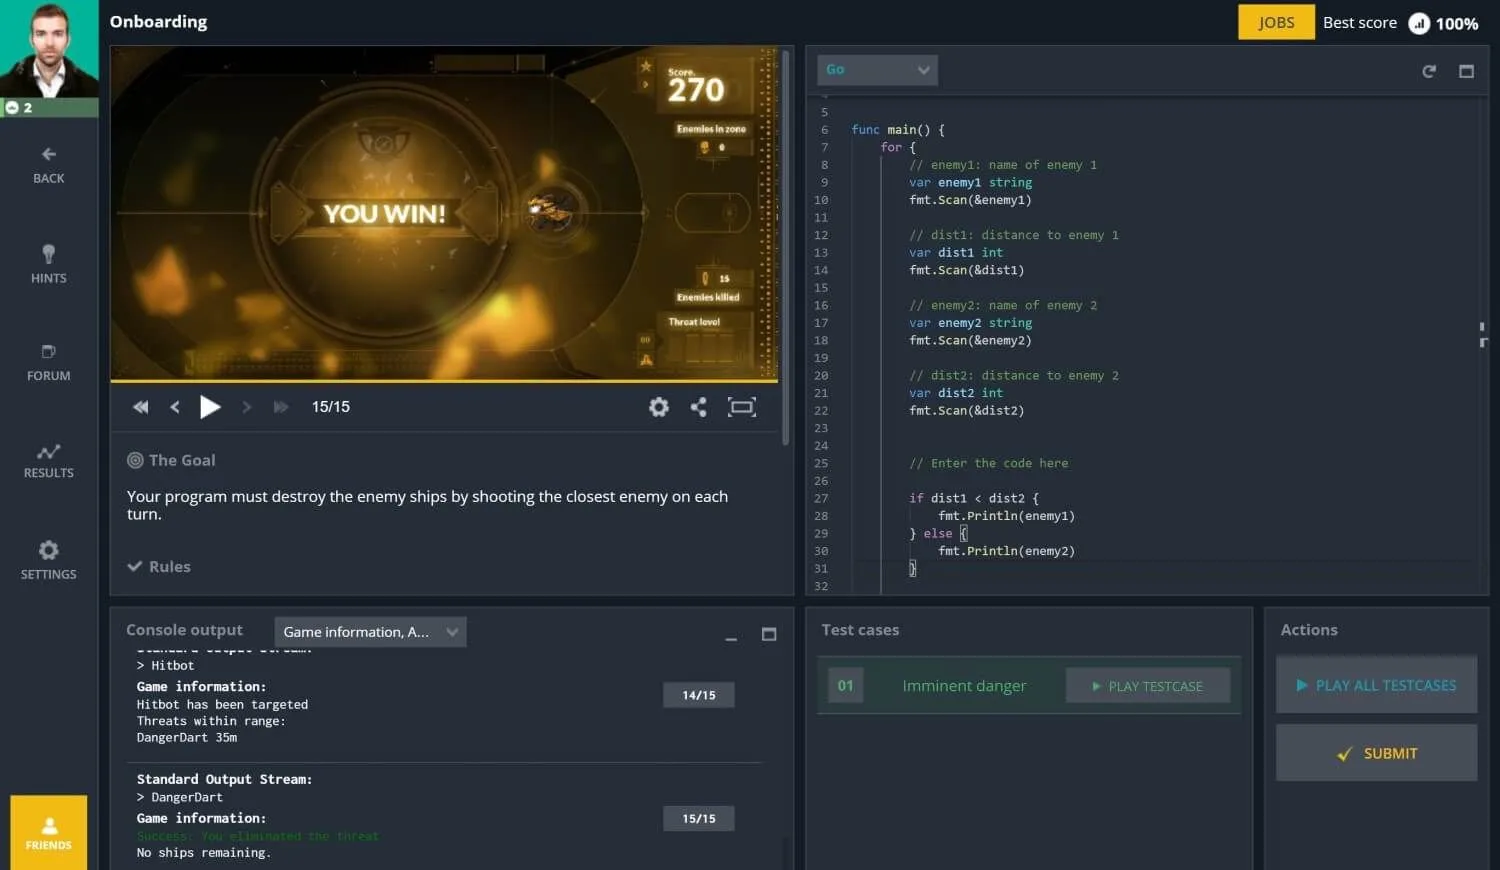 Onboarding
JOBS
Best score
100%
2
BACK
HINTS
FORUM
RESULTS
SETTINGS
FRIENDS
Score
270
Enemies in zone
0
YOU WIN!
15
Enemies killed
Threat level
15/15
The Goal
Your program must destroy the enemy ships by shooting the closest enemy on each
turn.
Rules
Go
5
6 func main() {
7 for {
8 // enemy1: name of enemy 1
9 var enemy1 string
10 fmt.Scan(&enemy1)
11
12 // dist1: distance to enemy 1
13 var dist1 int
14 fmt.Scan(&dist1)
15
16 // enemy2: name of enemy 2
17 var enemy2 string
18 fmt.Scan(&enemy2)
19
20 // dist2: distance to enemy 2
21 var dist2 int
22 fmt.Scan(&dist2)
23
24
25 // Enter the code here
26
27 if dist1 < dist2 {
28 fmt.Println(enemy1)
29 } else {
30 fmt.Println(enemy2)
31 }
32
Console output
Game information, A...
Standard Output Stream:
> Hitbot
Game information:
Hitbot has been targeted
Threats within range:
DangerDart 35m
14/15
Standard Output Stream:
> DangerDart
Game information:
Success: You eliminated the threat
No ships remaining.
15/15
Test cases
01
Imminent danger
PLAY TESTCASE
Actions
PLAY ALL TESTCASES
SUBMIT